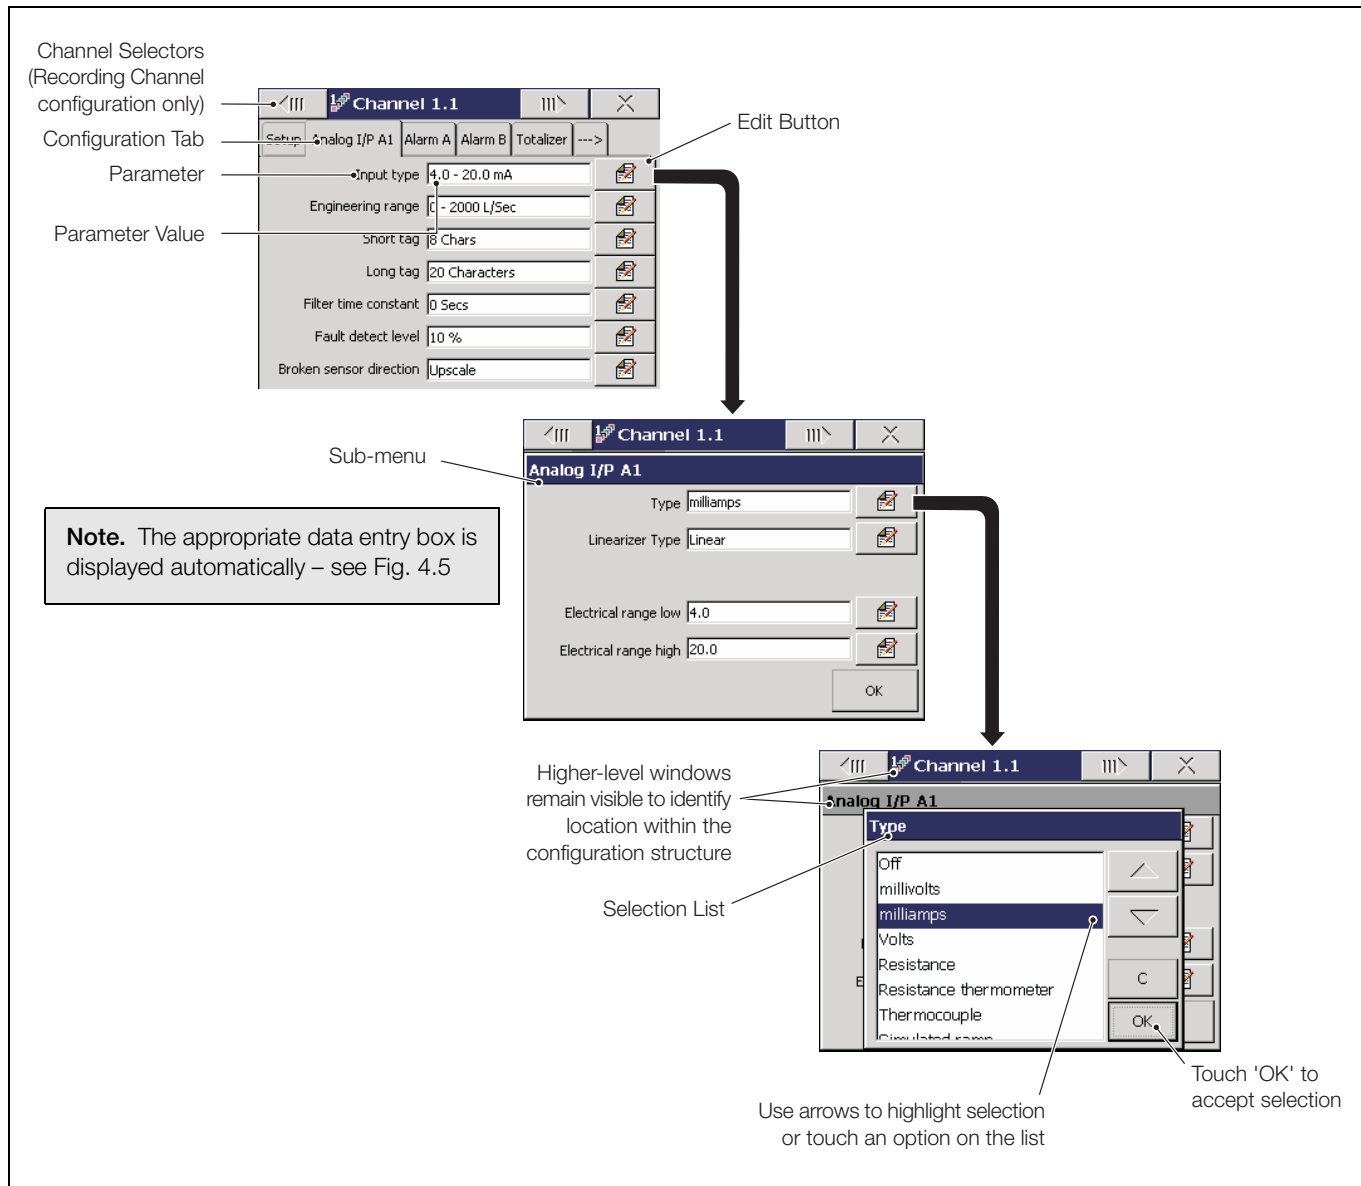 Channel Selectors
(Recording Channel
configuration only)
Configuration Tab
Parameter
Parameter Value
Channel 1.1
Setup Analog I/P A1 Alarm A Alarm B Totalizer --->
Input type 4.0 - 20.0 mA
Engineering range 0 - 2000 L/Sec
Short tag 8 Chars
Long tag 20 Characters
Filter time constant 0 Secs
Fault detect level 10 %
Broken sensor direction Upscale
Edit Button
Sub-menu
Channel 1.1
Analog I/P A1
Type milliamps
Linearizer Type Linear
Electrical range low 4.0
Electrical range high 20.0
OK
Note. The appropriate data entry box is
displayed automatically – see Fig. 4.5
Higher-level windows
remain visible to identify
location within the
configuration structure
Selection List
Channel 1.1
Analog I/P A1
Type
Off
millivolts
milliamps
Volts
Resistance
Resistance thermometer
Thermocouple
Simulated ramp
E
C
OK
Touch 'OK' to
accept selection
Use arrows to highlight selection
or touch an option on the list